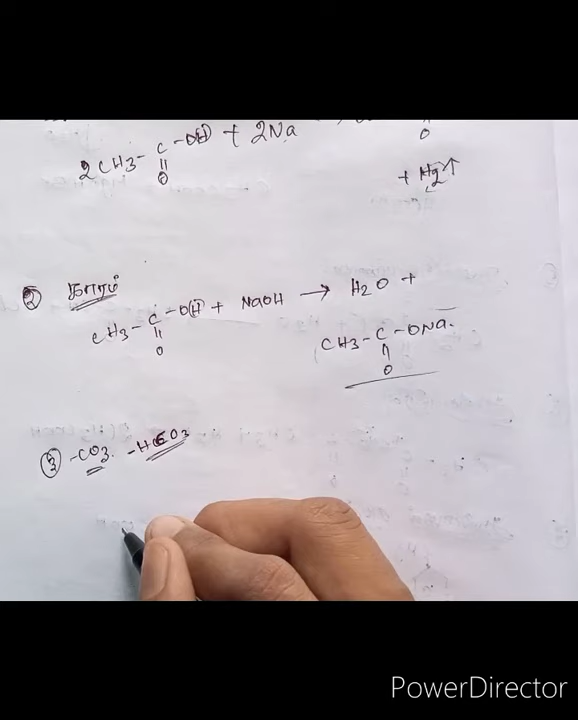 2CH3-C-OH + 2Na
||
O
O
+ H2↑
② காரம்
CH3-C-OH + NaOH → H2O +
||
O
CH3-C-ONa.
||
O
③ -CO3. -HCO3
PowerDirector